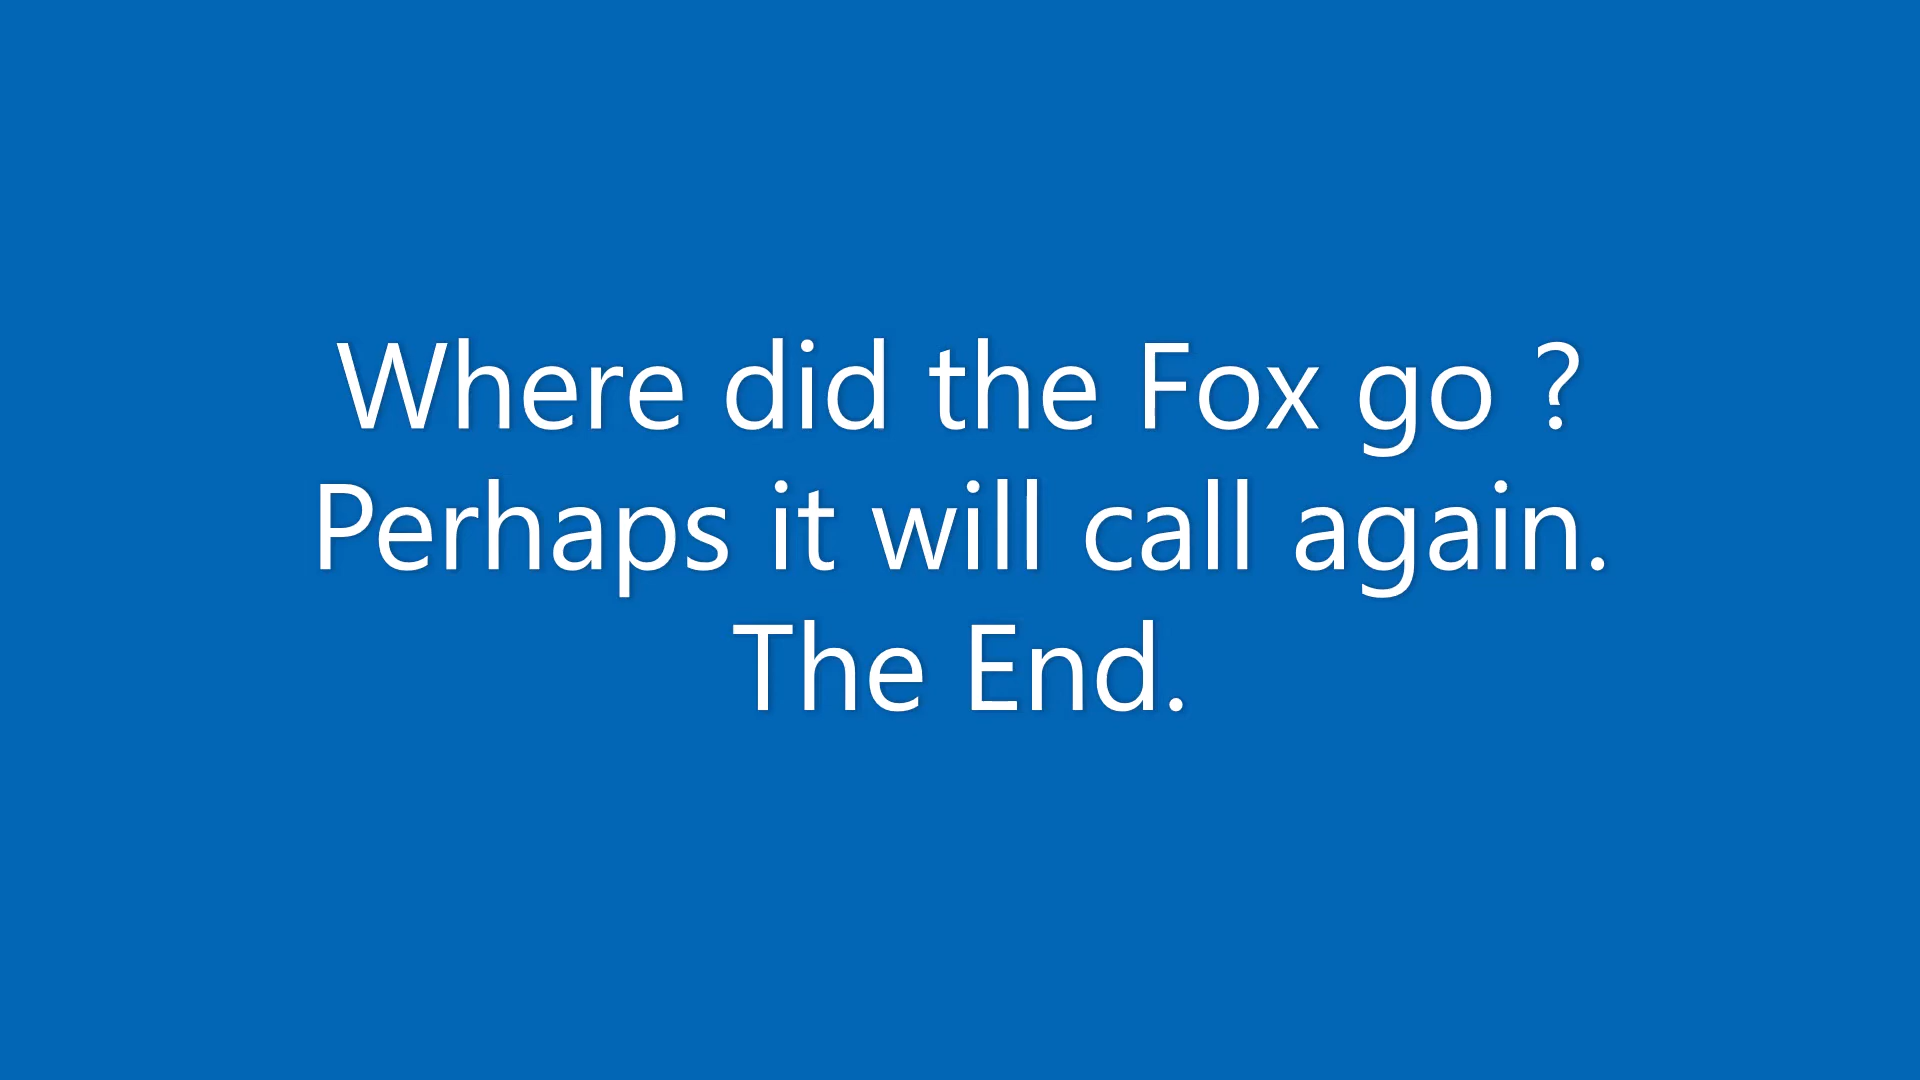 Where did the Fox go ?
Perhaps it will call again.
The End.